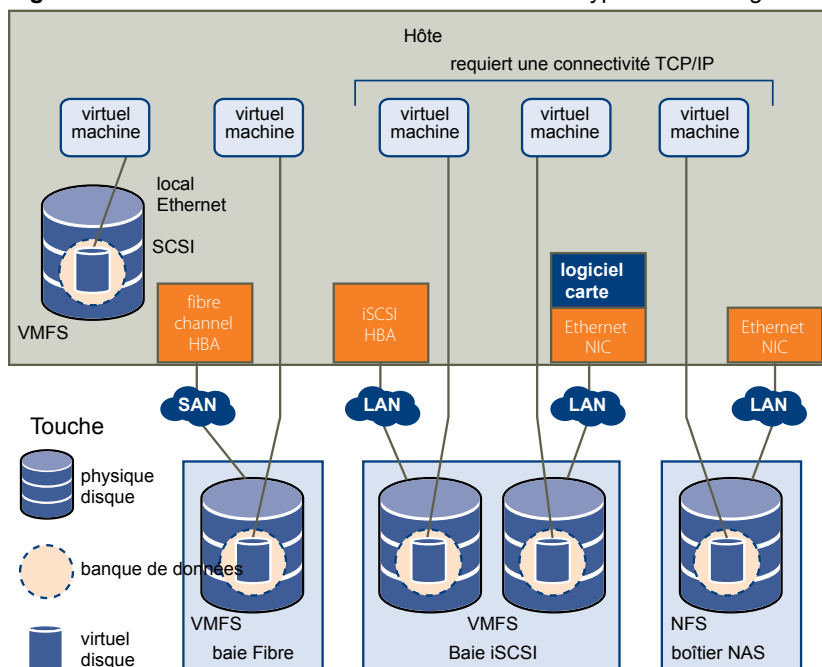 Hôte
requiert une connectivité TCP/IP
virtuel
machine
virtuel
machine
virtuel
machine
virtuel
machine
virtuel
machine
local
Ethernet
SCSI
VMFS
fibre
channel
HBA
iSCSI
HBA
logiciel
carte
Ethernet
NIC
Ethernet
NIC
SAN
LAN
LAN
LAN
Touche
physique
disque
banque de données
virtuel
disque
VMFS
baie Fibre
VMFS
Baie iSCSI
NFS
boîtier NAS